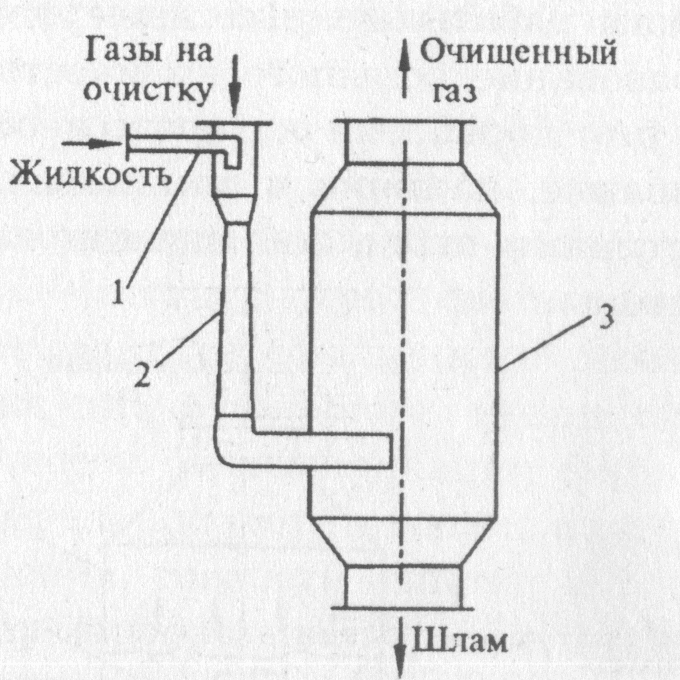 Газы на
очистку
Очищенный
газ
Жидкость
1
2
3
Шлам